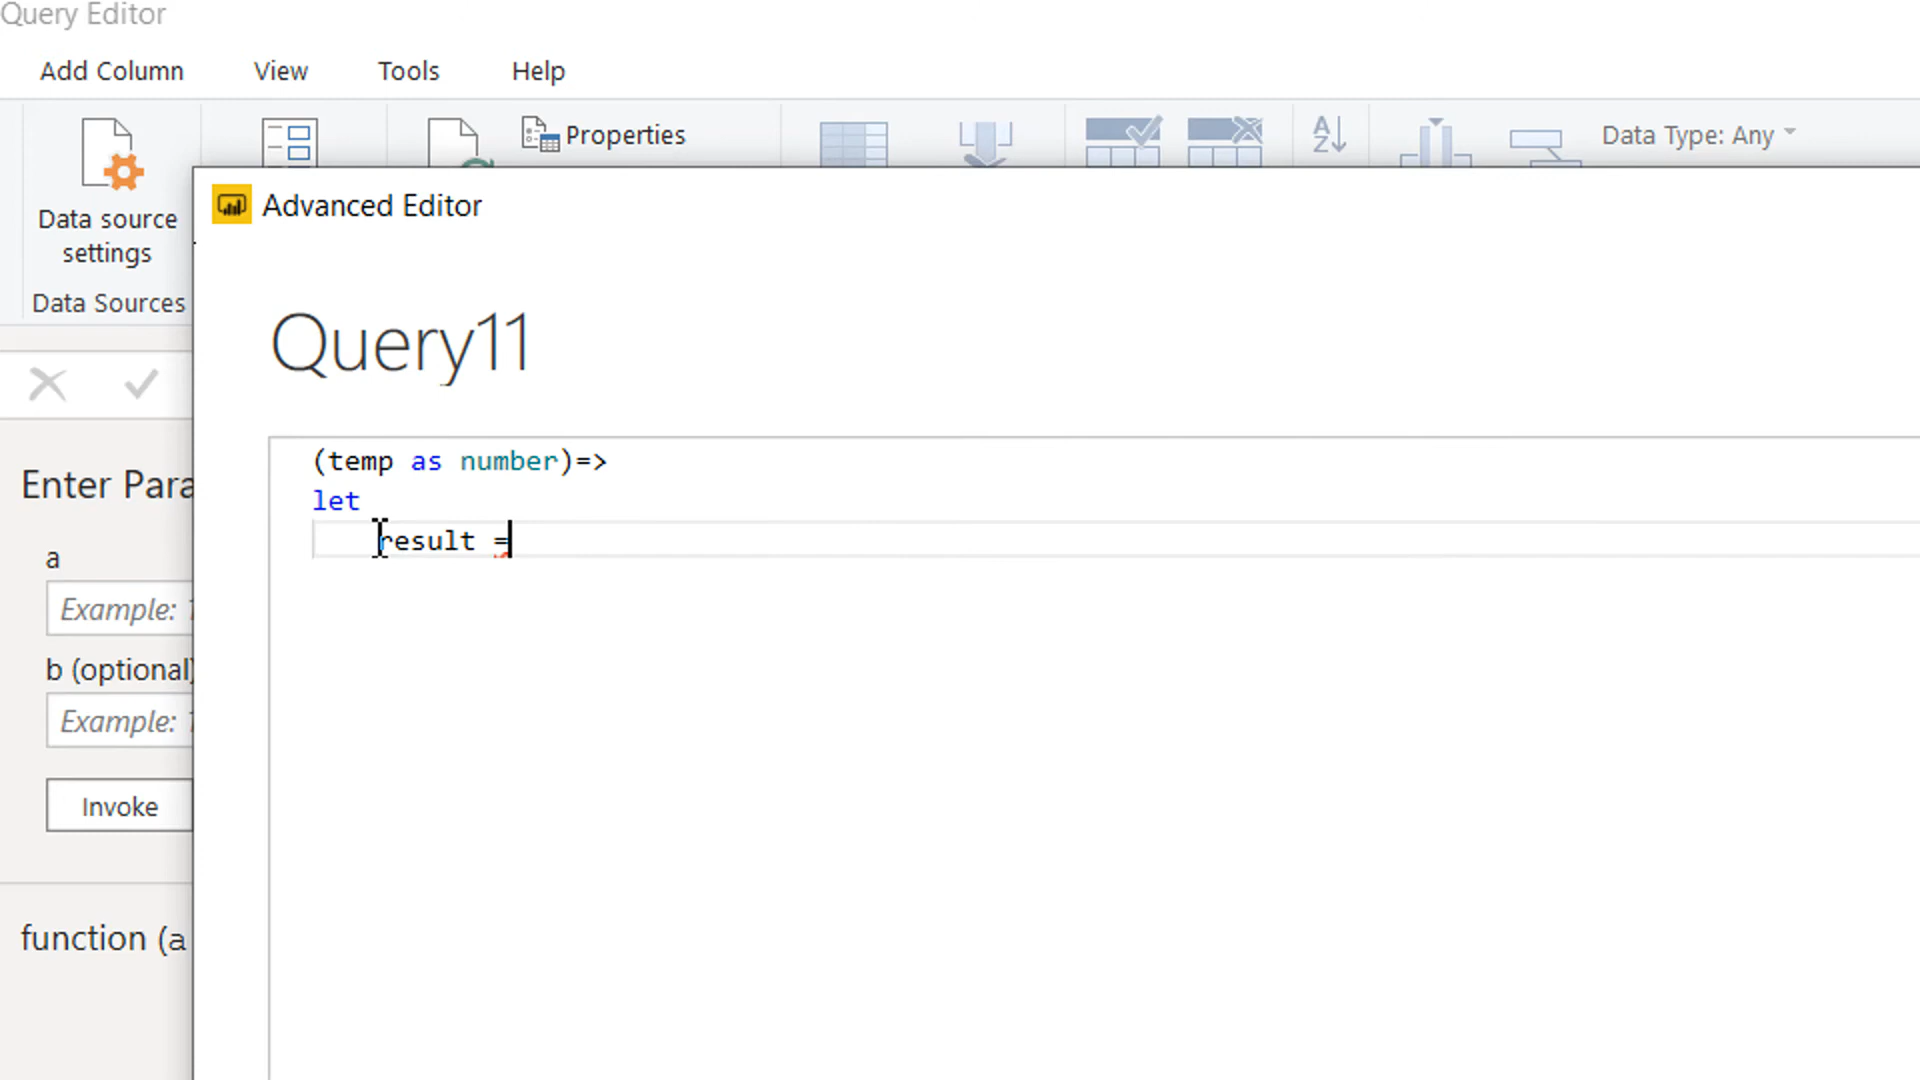 Query Editor
Add Column View Tools Help
Properties
Data Type: Any
Data source
settings
Data Sources
Advanced Editor
Query11
(temp as number)=>
let
result =
Enter Para
a
Example:
b (optional)
Example:
Invoke
function (a